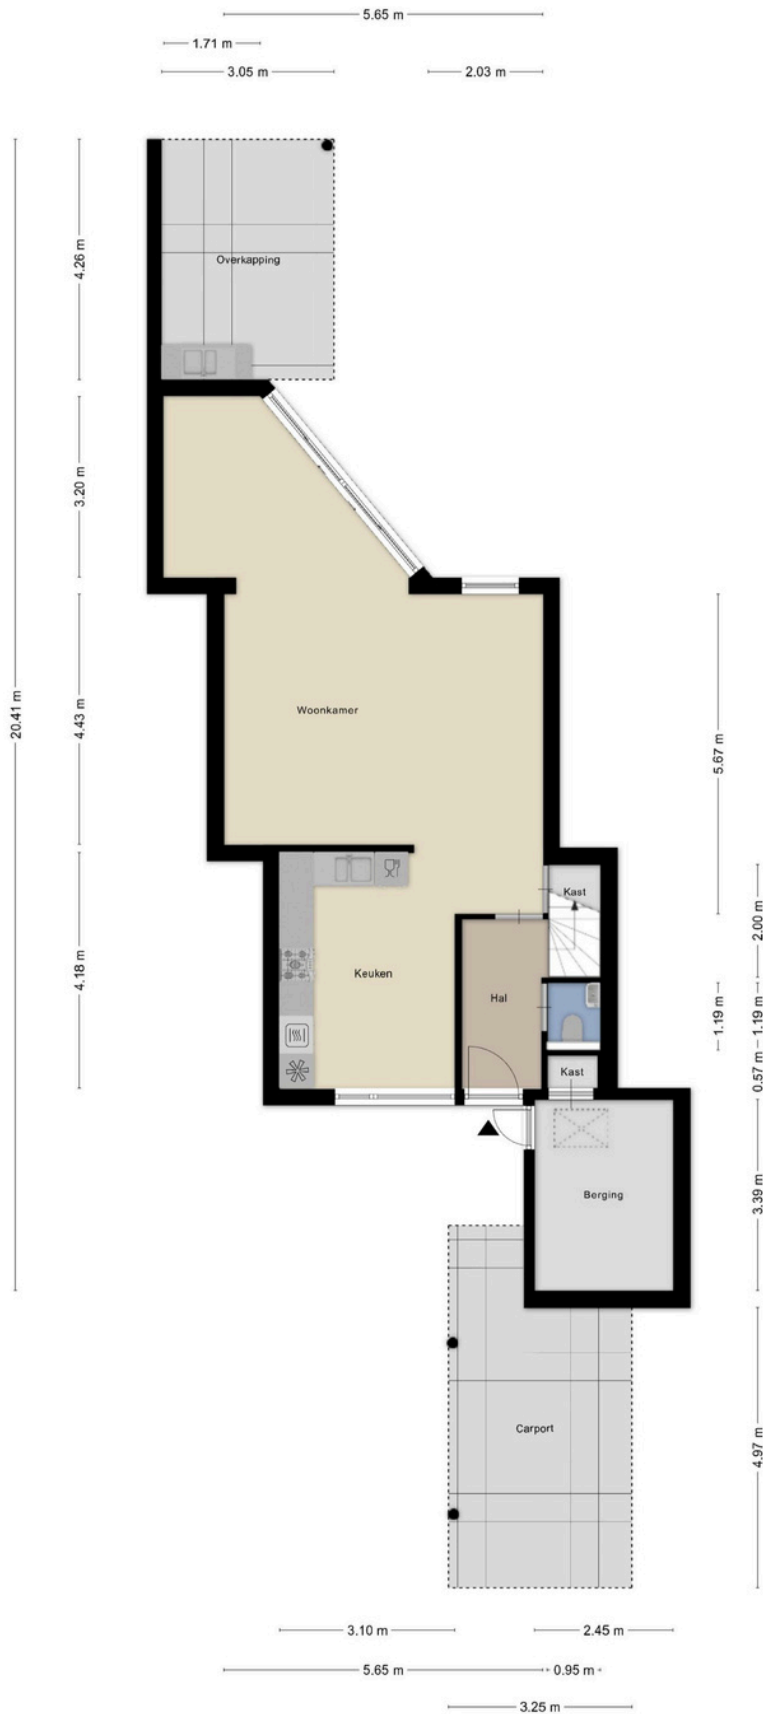 5.65 m
1.71 m
3.05 m
2.03 m
4.26 m
Overkapping
3.20 m
20.41 m
4.43 m
Woonkamer
5.67 m
Kast
2.00 m
4.18 m
Keuken
Hal
1.19 m
1.19 m
Kast
0.57 m
Berging
3.39 m
Carport
4.97 m
3.10 m
2.45 m
5.65 m
0.95 m
3.25 m